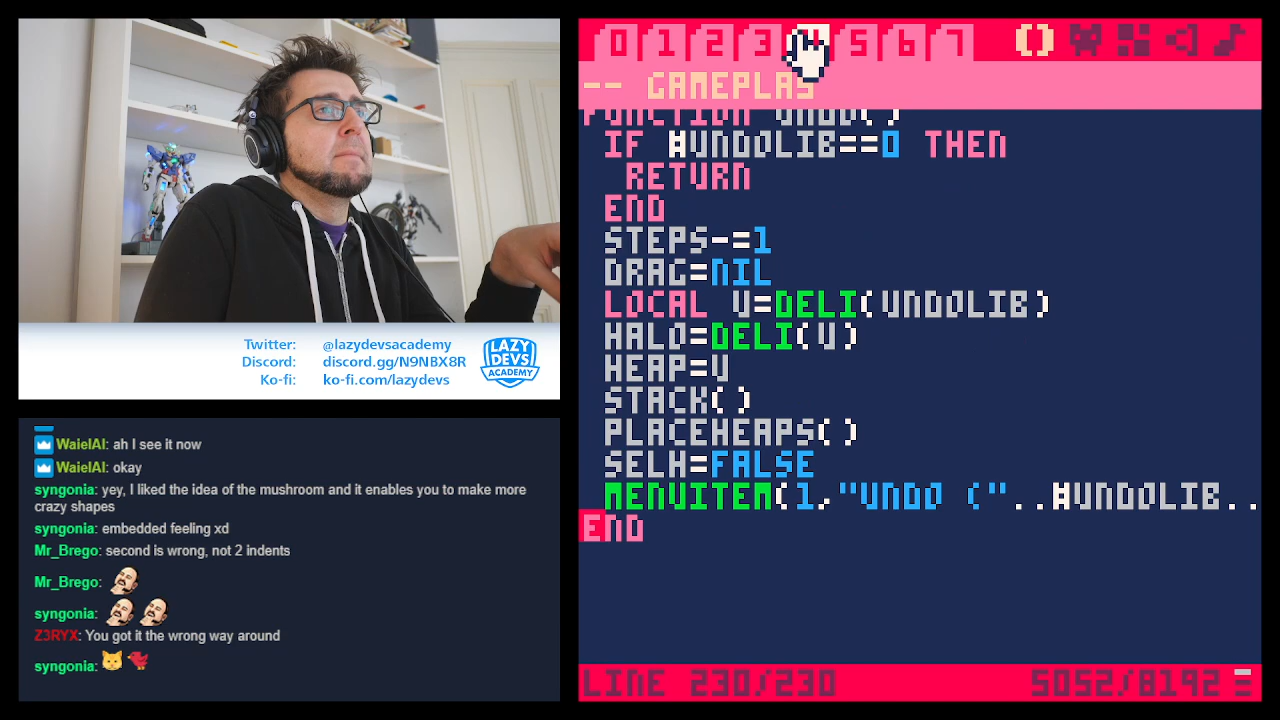 Twitter: @lazydevsacademy
Discord: discord.gg/N9NBX8R
Ko-fi: ko-fi.com/lazydevs
LAZY
DEVS
ACADEMY
WaielAI: ah I see it now
WaielAI: okay
syngonia: yey, I liked the idea of the mushroom and it enables you to make more
crazy shapes
syngonia: embedded feeling xd
Mr_Brego: second is wrong, not 2 indents
Mr_Brego:
syngonia:
Z3RYX: You got it the wrong way around
syngonia:
0 1 2 3 5 6 7 ()
-- GAMEPLAY
FUNCTION UNDO()
IF #UNDOLIB==0 THEN
RETURN
END
STEPS-=1
DRAG=NIL
LOCAL U=DELI(UNDOLIB)
HALO=DELI(U)
HEAP=U
STACK()
PLACEHEAPS()
SELH=FALSE
MENUITEM(1,"UNDO ("..#UNDOLIB..
END
LINE 230/230 5052/8192